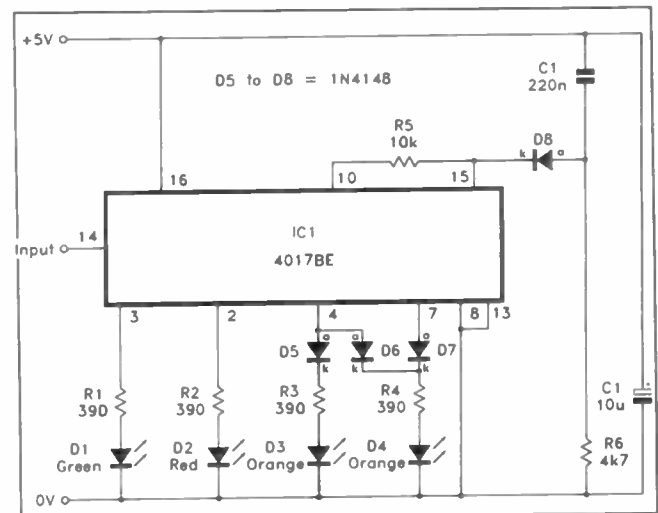 +5V
D5 to D8 = 1N4148
C1
220n
R5
10k
D8
k
a
16
10
15
Input
14
IC1
4017BE
3
2
4
7
8
13
a
a
a
D5
D6
D7
k
k
R1
390
R2
390
R3
390
R4
390
C1
10u
D1
Green
D2
Red
D3
Orange
D4
Orange
R6
4k7
0V